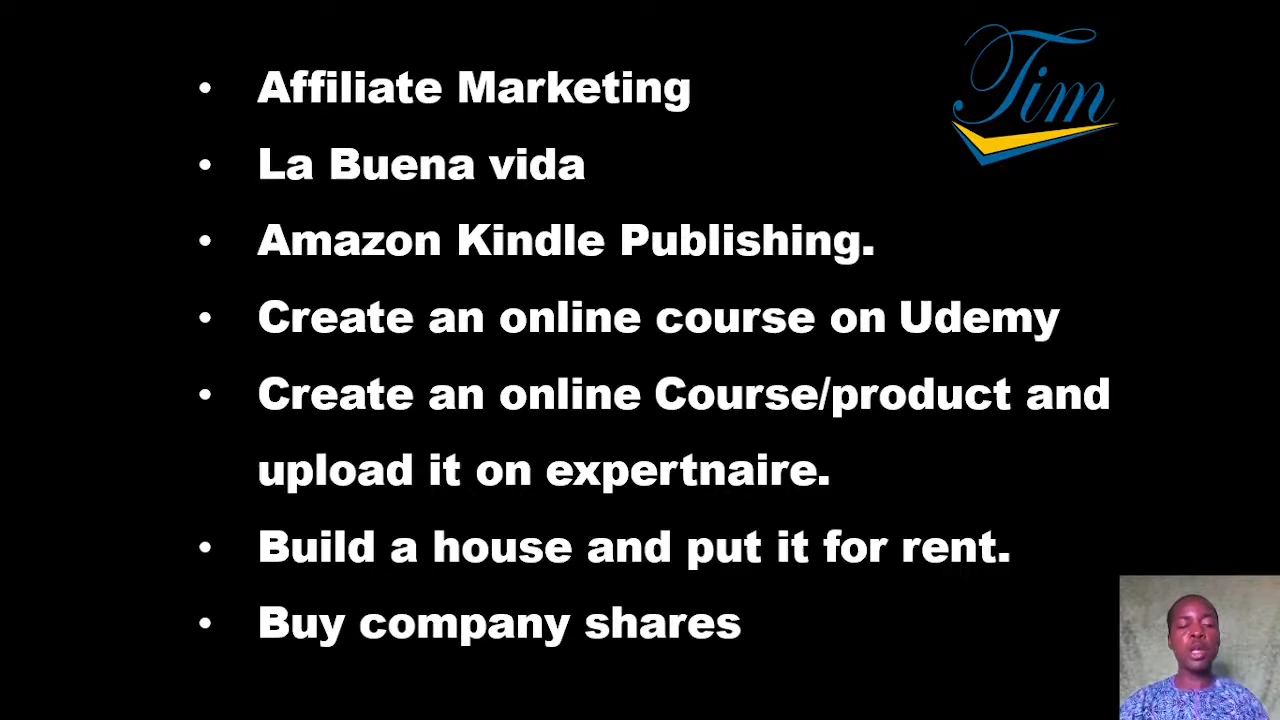 Tim
• Affiliate Marketing
• La Buena vida
• Amazon Kindle Publishing.
• Create an online course on Udemy
• Create an online Course/product and
upload it on expertnaire.
• Build a house and put it for rent.
• Buy company shares